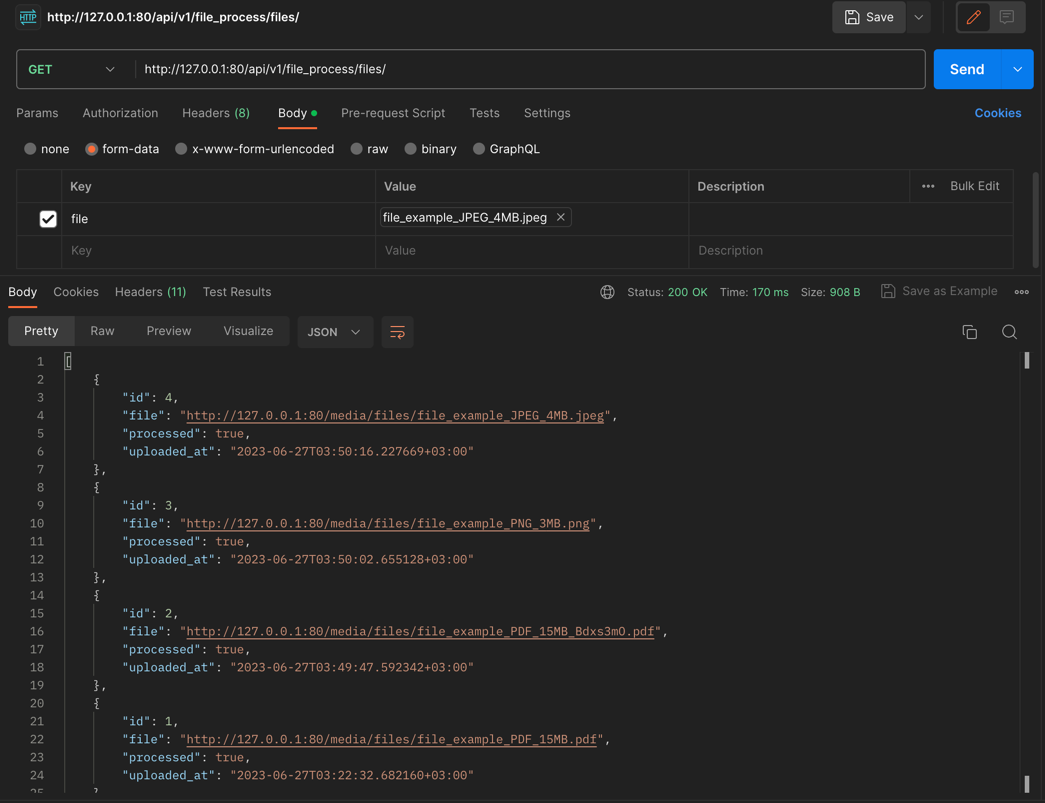 HTTP http://127.0.0.1:80/api/v1/file_process/files/ Save
GET http://127.0.0.1:80/api/v1/file_process/files/ Send
Params Authorization Headers (8) Body Pre-request Script Tests Settings Cookies
none form-data x-www-form-urlencoded raw binary GraphQL
Key Value Description ••• Bulk Edit
file file_example_JPEG_4MB.jpeg ×
Key Value Description
Body Cookies Headers (11) Test Results Status: 200 OK Time: 170 ms Size: 908 B Save as Example
Pretty Raw Preview Visualize JSON
1 [
2 {
3 "id": 4,
4 "file": "http://127.0.0.1:80/media/files/file_example_JPEG_4MB.jpeg",
5 "processed": true,
6 "uploaded_at": "2023-06-27T03:50:16.227669+03:00"
7 },
8 {
9 "id": 3,
10 "file": "http://127.0.0.1:80/media/files/file_example_PNG_3MB.png",
11 "processed": true,
12 "uploaded_at": "2023-06-27T03:50:02.655128+03:00"
13 },
14 {
15 "id": 2,
16 "file": "http://127.0.0.1:80/media/files/file_example_PDF_15MB_Bdxs3mO.pdf",
17 "processed": true,
18 "uploaded_at": "2023-06-27T03:49:47.592342+03:00"
19 },
20 {
21 "id": 1,
22 "file": "http://127.0.0.1:80/media/files/file_example_PDF_15MB.pdf",
23 "processed": true,
24 "uploaded_at": "2023-06-27T03:22:32.682160+03:00"
25 }